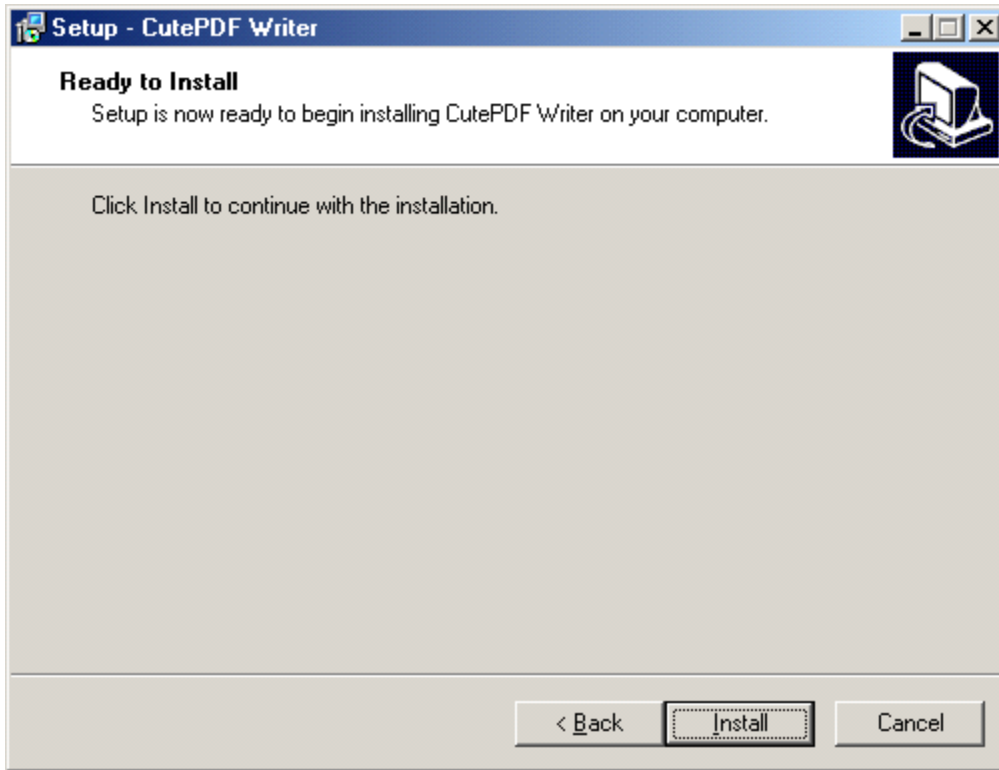 Setup - CutePDF Writer
Ready to Install
Setup is now ready to begin installing CutePDF Writer on your computer.
Click Install to continue with the installation.
< Back Install Cancel